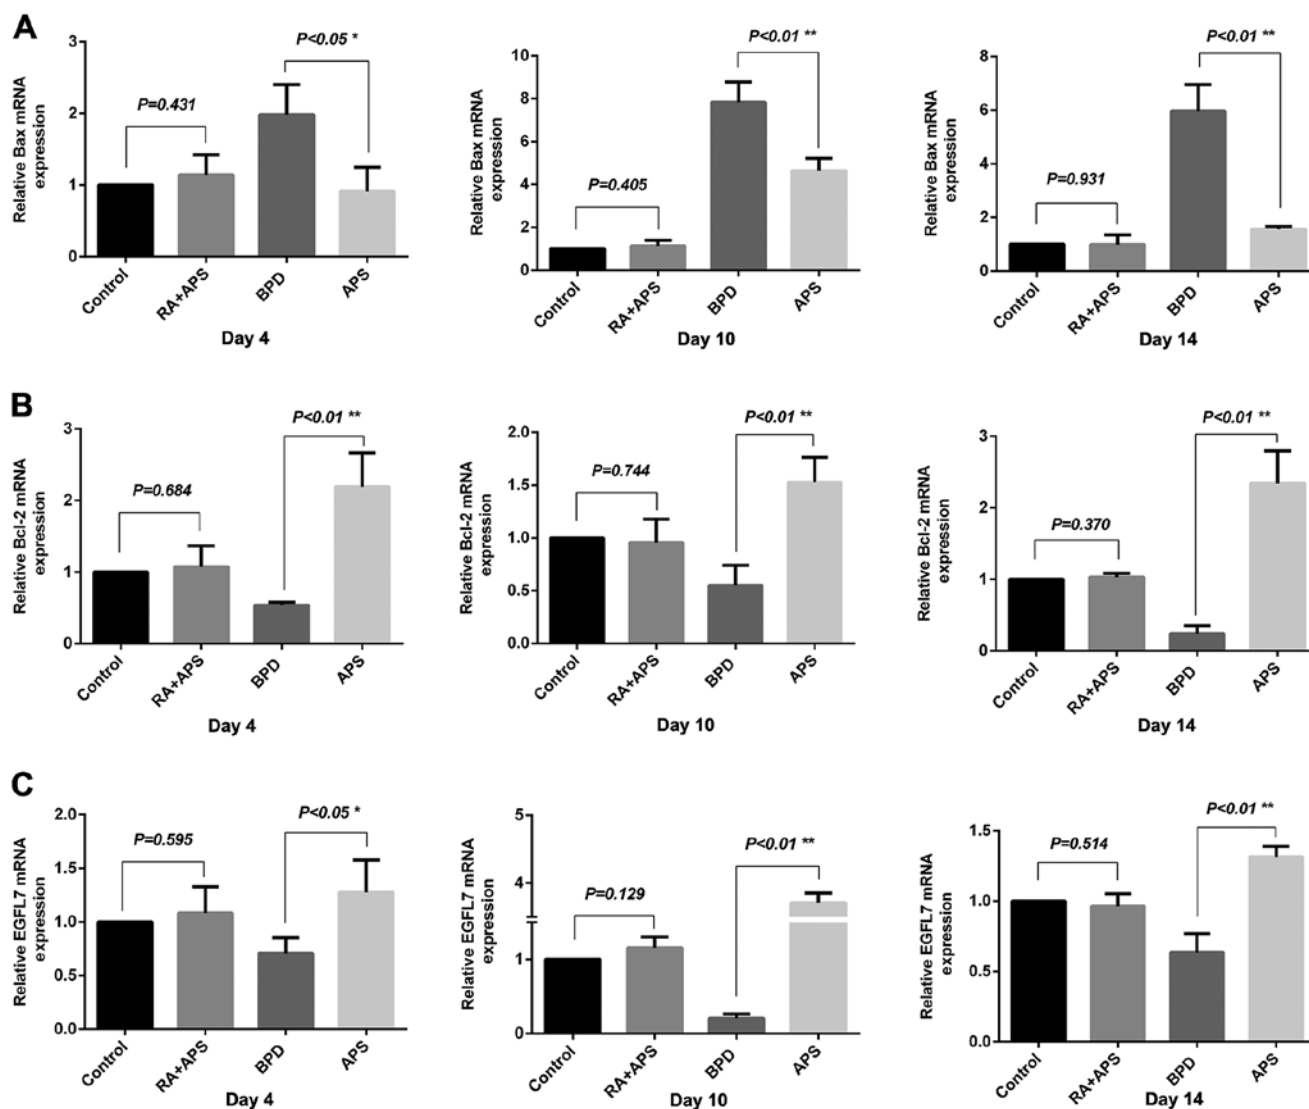 A
Relative Bax mRNA
expression
3
2
1
0
P=0.431
P<0.05 *
Control
RA+APS
BPD
APS
Day 4
Relative Bax mRNA
expression
10
8
6
4
2
0
P=0.405
P<0.01 **
Control
RA+APS
BPD
APS
Day 10
Relative Bax mRNA
expression
8
6
4
2
0
P=0.931
P<0.01 **
Control
RA+APS
BPD
APS
Day 14
B
Relative Bcl-2 mRNA
expression
3
2
1
0
P=0.684
P<0.01 **
Control
RA+APS
BPD
APS
Day 4
Relative Bcl-2 mRNA
expression
2.0
1.5
1.0
0.5
0.0
P=0.744
P<0.01 **
Control
RA+APS
BPD
APS
Day 10
Relative Bcl-2 mRNA
expression
3
2
1
0
P=0.370
P<0.01 **
Control
RA+APS
BPD
APS
Day 14
C
Relative EGFL7 mRNA
expression
2.0
1.5
1.0
0.5
0.0
P=0.595
P<0.05 *
Control
RA+APS
BPD
APS
Day 4
Relative EGFL7 mRNA
expression
5
4
1
0
P=0.129
P<0.01 **
Control
RA+APS
BPD
APS
Day 10
Relative EGFL7 mRNA
expression
1.5
1.0
0.5
0.0
P=0.514
P<0.01 **
Control
RA+APS
BPD
APS
Day 14